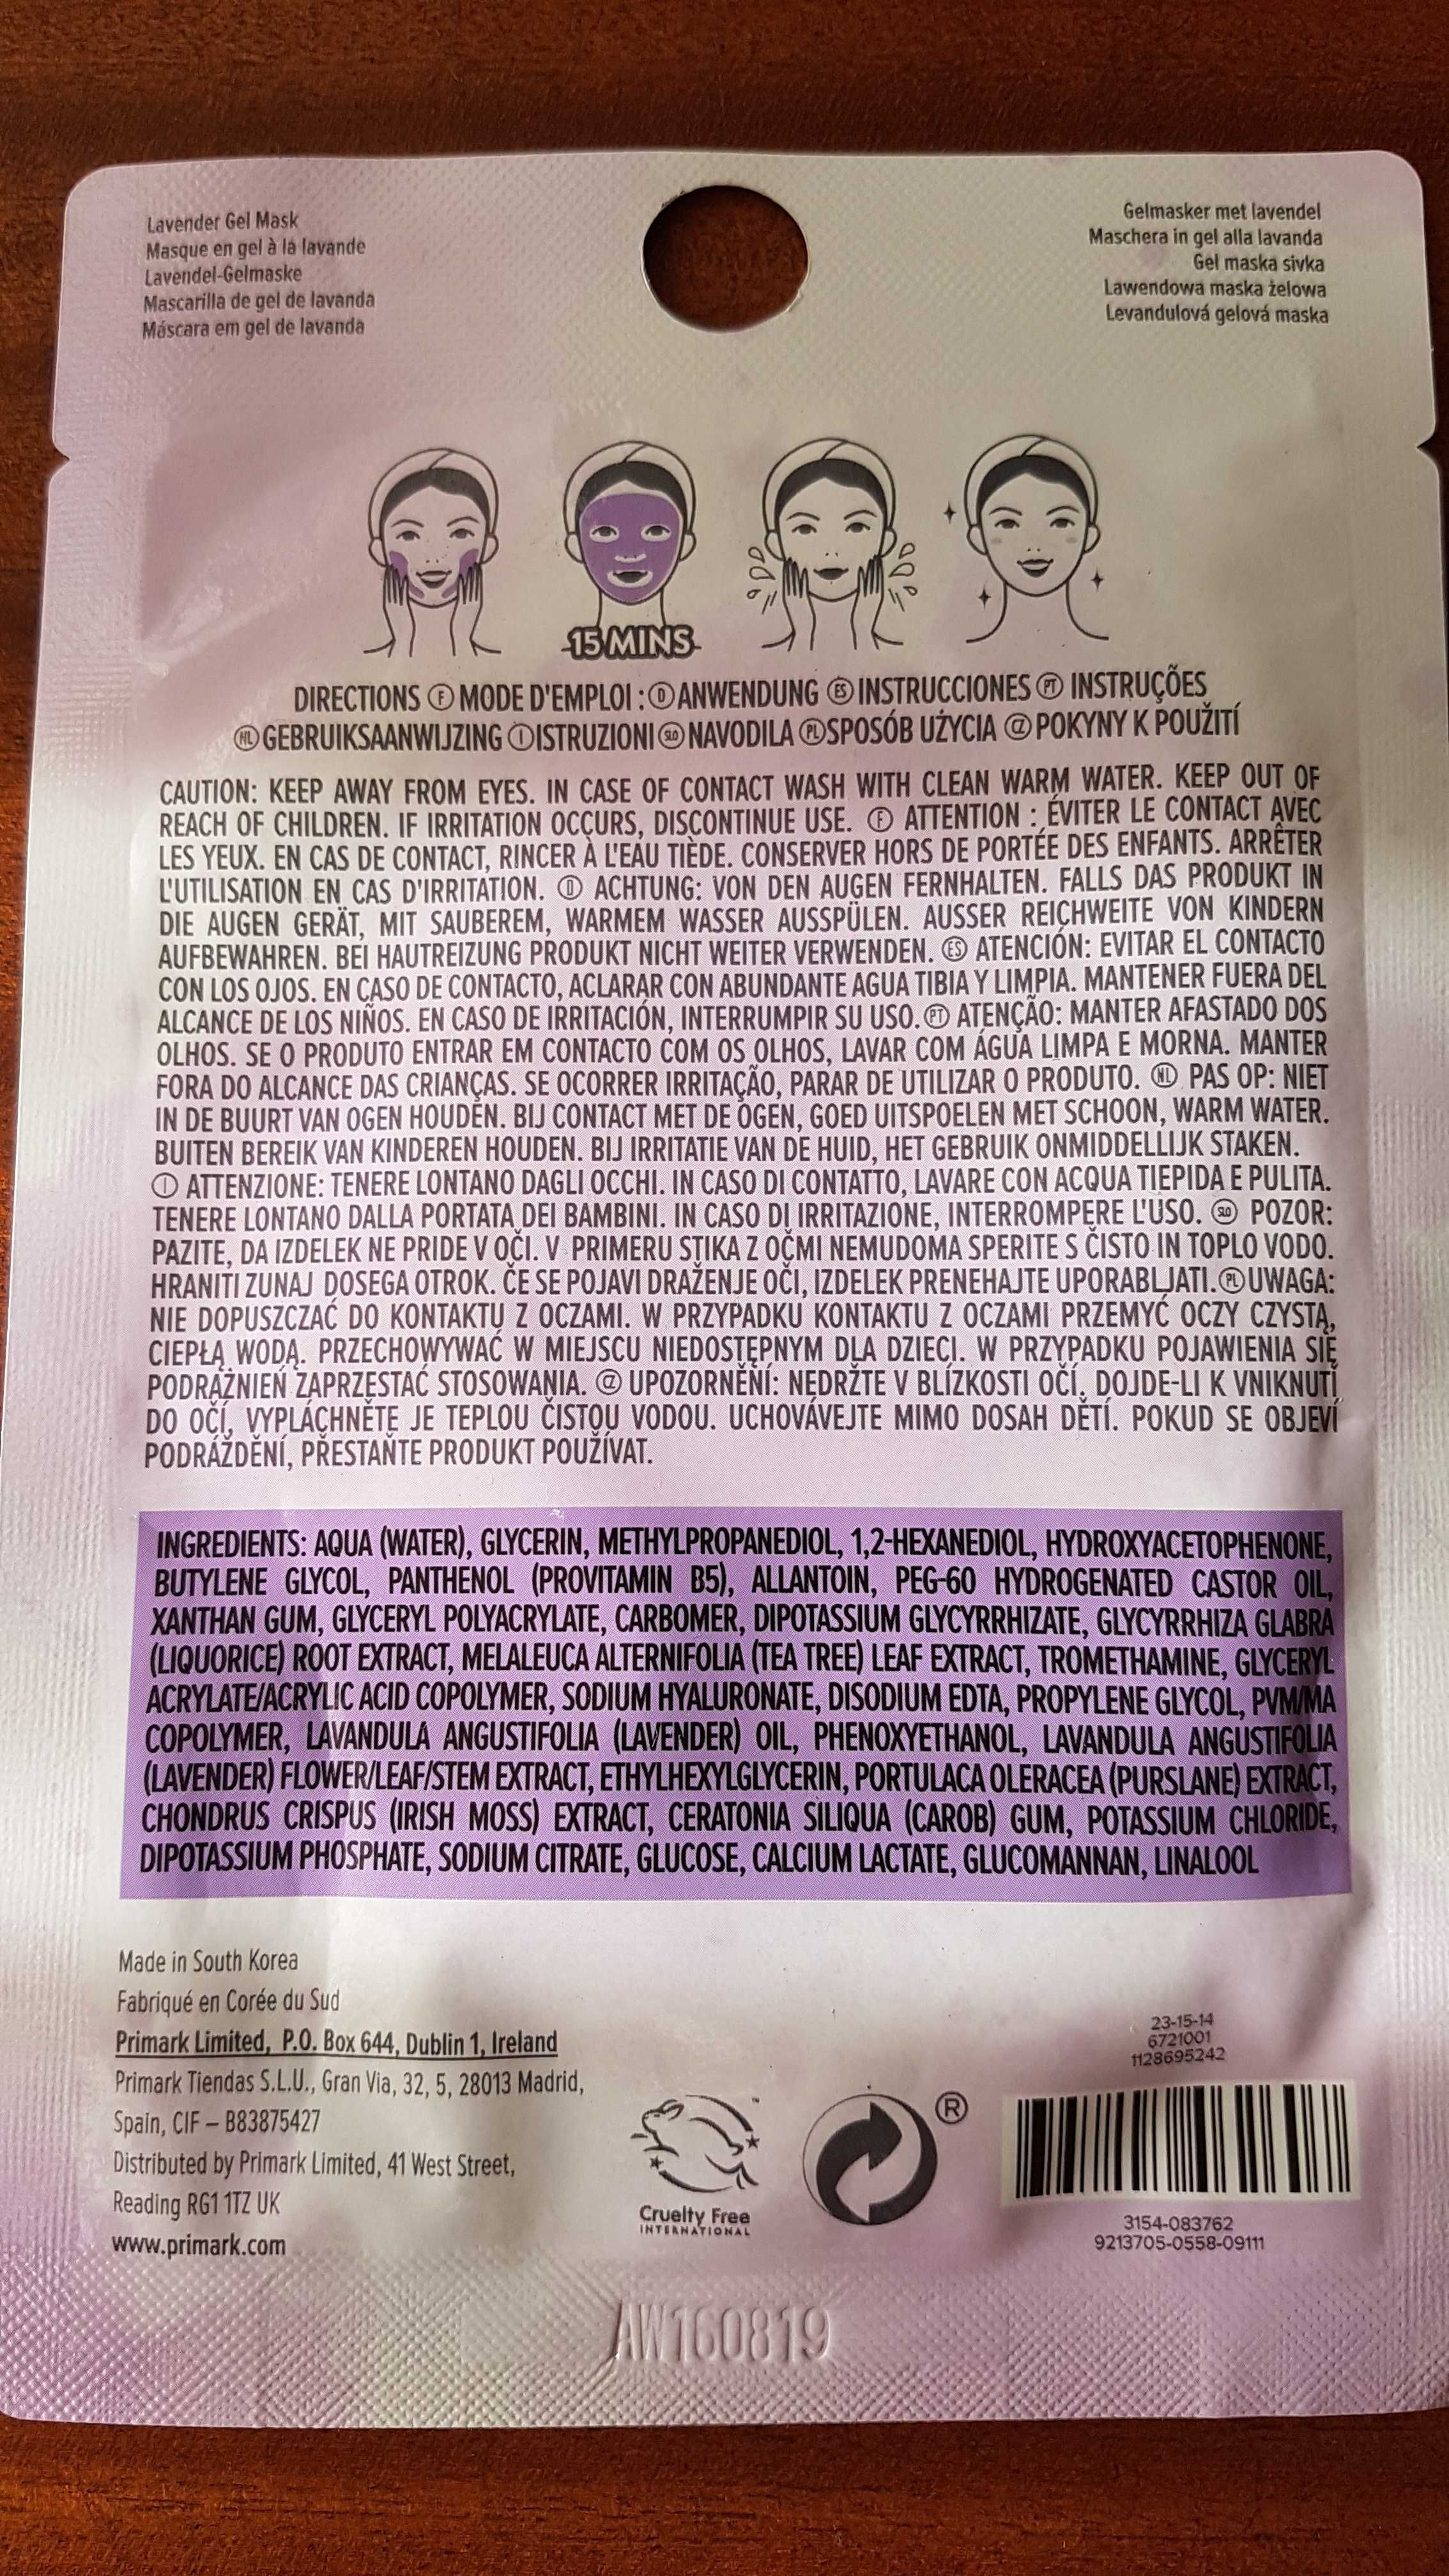 Lavender Gel Mask
Masque en gel à la lavande
Lavendel-Gelmaske
Mascarilla de gel de lavanda
Máscara em gel de lavanda
Gelmasker met lavendel
Maschera in gel alla lavanda
Gel maska sivka
Lawendowa maska żelowa
Levandulová gelová maska
15 MINS
DIRECTIONS Ⓕ MODE D'EMPLOI : Ⓓ ANWENDUNG ES INSTRUCCIONES PT INSTRUÇÕES
NL GEBRUIKSAANWIJZING Ⓘ ISTRUZIONI SLO NAVODILA PL SPOSÓB UŻYCIA CZ POKYNY K POUŽITÍ
CAUTION: KEEP AWAY FROM EYES. IN CASE OF CONTACT WASH WITH CLEAN WARM WATER. KEEP OUT OF
REACH OF CHILDREN. IF IRRITATION OCCURS, DISCONTINUE USE. Ⓕ ATTENTION : ÉVITER LE CONTACT AVEC
LES YEUX. EN CAS DE CONTACT, RINCER À L'EAU TIÈDE. CONSERVER HORS DE PORTÉE DES ENFANTS. ARRÊTER
L'UTILISATION EN CAS D'IRRITATION. Ⓓ ACHTUNG: VON DEN AUGEN FERNHALTEN. FALLS DAS PRODUKT IN
DIE AUGEN GERÄT, MIT SAUBEREM, WARMEM WASSER AUSSPÜLEN. AUSSER REICHWEITE VON KINDERN
AUFBEWAHREN. BEI HAUTREIZUNG PRODUKT NICHT WEITER VERWENDEN. ES ATENCIÓN: EVITAR EL CONTACTO
CON LOS OJOS. EN CASO DE CONTACTO, ACLARAR CON ABUNDANTE AGUA TIBIA Y LIMPIA. MANTENER FUERA DEL
ALCANCE DE LOS NIÑOS. EN CASO DE IRRITACIÓN, INTERRUMPIR SU USO. PT ATENÇÃO: MANTER AFASTADO DOS
OLHOS. SE O PRODUTO ENTRAR EM CONTACTO COM OS OLHOS, LAVAR COM ÁGUA LIMPA E MORNA. MANTER
FORA DO ALCANCE DAS CRIANÇAS. SE OCORRER IRRITAÇÃO, PARAR DE UTILIZAR O PRODUTO. NL PAS OP: NIET
IN DE BUURT VAN OGEN HOUDEN. BIJ CONTACT MET DE OGEN, GOED UITSPOELEN MET SCHOON, WARM WATER.
BUITEN BEREIK VAN KINDEREN HOUDEN. BIJ IRRITATIE VAN DE HUID, HET GEBRUIK ONMIDDELLIJK STAKEN.
Ⓘ ATTENZIONE: TENERE LONTANO DAGLI OCCHI. IN CASO DI CONTATTO, LAVARE CON ACQUA TIEPIDA E PULITA.
TENERE LONTANO DALLA PORTATA DEI BAMBINI. IN CASO DI IRRITAZIONE, INTERROMPERE L'USO. SLO POZOR:
PAZITE, DA IZDELEK NE PRIDE V OČI. V PRIMERU STIKA Z OČMI NEMUDOMA SPERITE S ČISTO IN TOPLO VODO.
HRANITI ZUNAJ DOSEGA OTROK. ČE SE POJAVI DRAŽENJE OČI, IZDELEK PRENEHAJTE UPORABLJATI. PL UWAGA:
NIE DOPUSZCZAĆ DO KONTAKTU Z OCZAMI. W PRZYPADKU KONTAKTU Z OCZAMI PRZEMYĆ OCZY CZYSTĄ,
CIEPŁĄ WODĄ. PRZECHOWYWAĆ W MIEJSCU NIEDOSTĘPNYM DLA DZIECI. W PRZYPADKU POJAWIENIA SIĘ
PODRAŻNIEŃ ZAPRZESTAĆ STOSOWANIA. CZ UPOZORNĚNÍ: NEDRŽTE V BLÍZKOSTI OČÍ. DOJDE-LI K VNIKNUTÍ
DO OČÍ, VYPLÁCHNĚTE JE TEPLOU ČISTOU VODOU. UCHOVÁVEJTE MIMO DOSAH DĚTÍ. POKUD SE OBJEVÍ
PODRÁŽDĚNÍ, PŘESTAŇTE PRODUKT POUŽÍVAT.
INGREDIENTS: AQUA (WATER), GLYCERIN, METHYLPROPANEDIOL, 1,2-HEXANEDIOL, HYDROXYACETOPHENONE,
BUTYLENE GLYCOL, PANTHENOL (PROVITAMIN B5), ALLANTOIN, PEG-60 HYDROGENATED CASTOR OIL,
XANTHAN GUM, GLYCERYL POLYACRYLATE, CARBOMER, DIPOTASSIUM GLYCYRRHIZATE, GLYCYRRHIZA GLABRA
(LIQUORICE) ROOT EXTRACT, MELALEUCA ALTERNIFOLIA (TEA TREE) LEAF EXTRACT, TROMETHAMINE, GLYCERYL
ACRYLATE/ACRYLIC ACID COPOLYMER, SODIUM HYALURONATE, DISODIUM EDTA, PROPYLENE GLYCOL, PVM/MA
COPOLYMER, LAVANDULA ANGUSTIFOLIA (LAVENDER) OIL, PHENOXYETHANOL, LAVANDULA ANGUSTIFOLIA
(LAVENDER) FLOWER/LEAF/STEM EXTRACT, ETHYLHEXYLGLYCERIN, PORTULACA OLERACEA (PURSLANE) EXTRACT,
CHONDRUS CRISPUS (IRISH MOSS) EXTRACT, CERATONIA SILIQUA (CAROB) GUM, POTASSIUM CHLORIDE,
DIPOTASSIUM PHOSPHATE, SODIUM CITRATE, GLUCOSE, CALCIUM LACTATE, GLUCOMANNAN, LINALOOL
Made in South Korea
Fabriqué en Corée du Sud
Primark Limited, P.O. Box 644, Dublin 1, Ireland
Primark Tiendas S.L.U., Gran Via, 32, 5, 28013 Madrid,
Spain, CIF – B83875427
Distributed by Primark Limited, 41 West Street,
Reading RG1 1TZ UK
www.primark.com
™
Cruelty Free
INTERNATIONAL
®
23-15-14
6721001
1128695242
3154-083762
9213705-0558-09111
AW160819